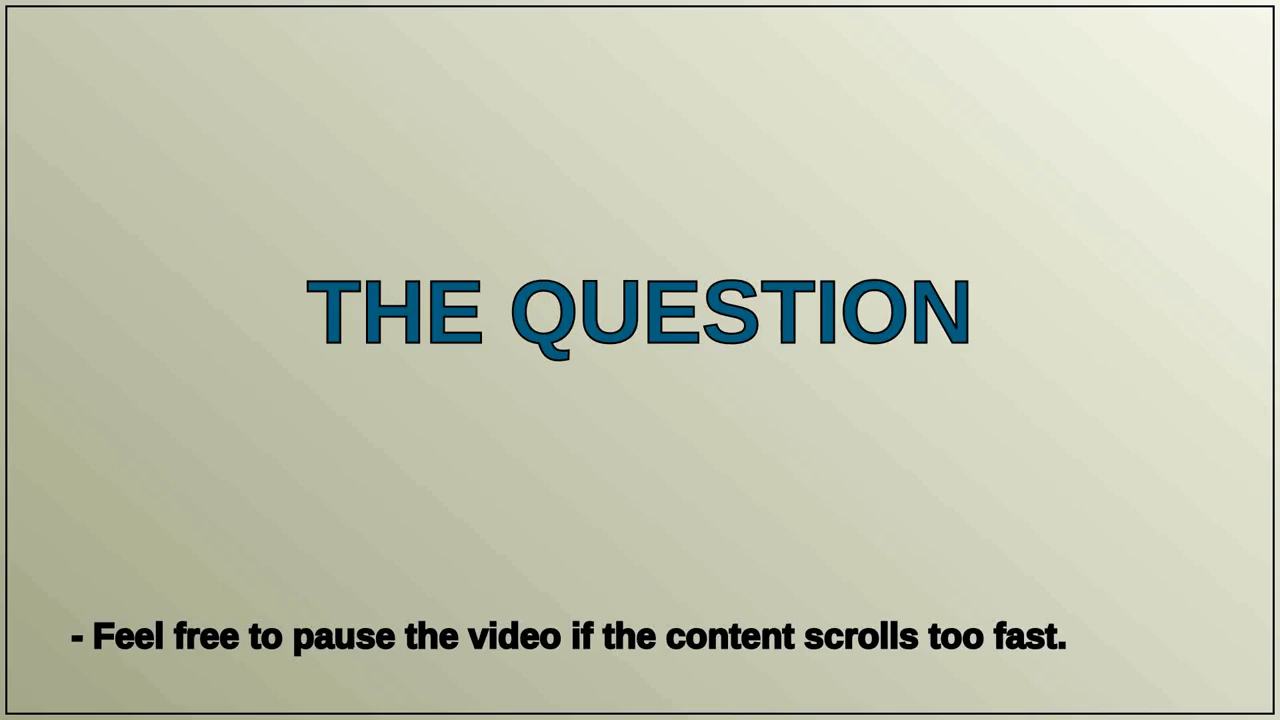 THE QUESTION
- Feel free to pause the video if the content scrolls too fast.